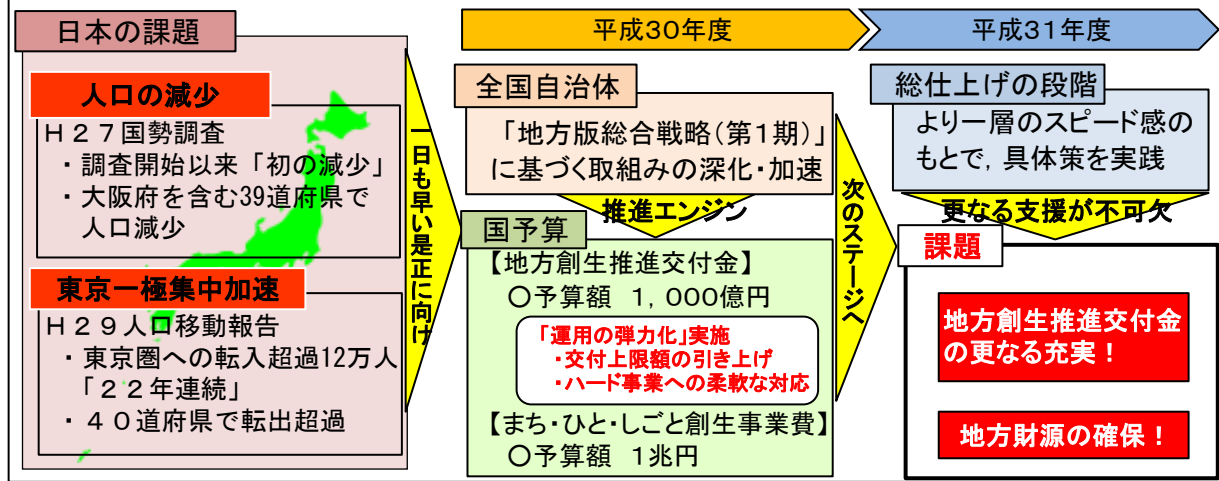 日本の課題
人口の減少
H27国勢調査
・調査開始以来「初の減少」
・大阪府を含む39道府県で
人口減少
東京一極集中加速
H29人口移動報告
・東京圏への転入超過12万人
「22年連続」
・40道府県で転出超過
一日も早い是正に向け
平成30年度
全国自治体
「地方版総合戦略(第1期)」
に基づく取組みの深化・加速
推進エンジン
国予算
【地方創生推進交付金】
○予算額 1,000億円
「運用の弾力化」実施
・交付上限額の引き上げ
・ハード事業への柔軟な対応
【まち・ひと・しごと創生事業費】
○予算額 1兆円
次のステージへ
平成31年度
総仕上げの段階
より一層のスピード感の
もとで,具体策を実践
更なる支援が不可欠
課題
地方創生推進交付金
の更なる充実!
地方財源の確保!